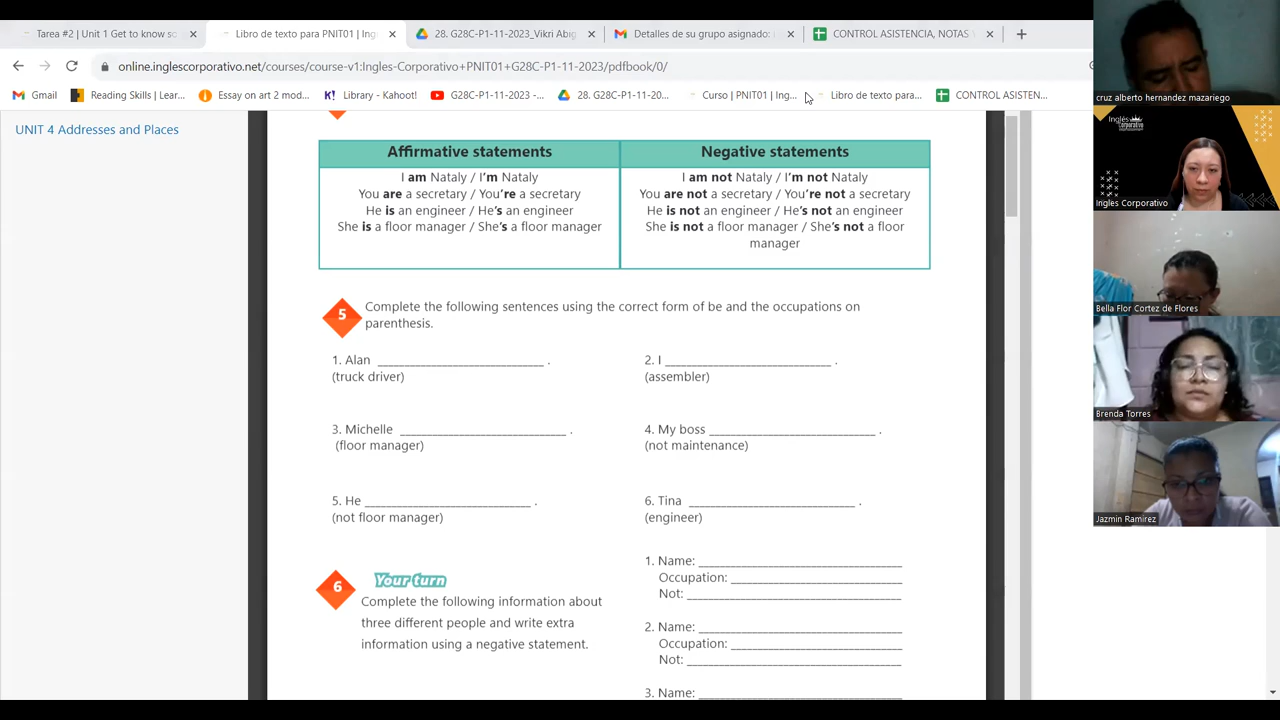 Tarea #2 | Unit 1 Get to know so
Libro de texto para PNIT01 | Ing
28. G28C-P1-11-2023_Vikri Abig
Detalles de su grupo asignado:
CONTROL ASISTENCIA, NOTAS Y
online.inglescorporativo.net/courses/course-v1:Ingles-Corporativo+PNIT01+G28C-P1-11-2023/pdfbook/0/
Gmail
Reading Skills | Lear...
Essay on art 2 mod...
Library - Kahoot!
G28C-P1-11-2023 -...
28. G28C-P1-11-20...
Curso | PNIT01 | Ing...
Libro de texto para...
CONTROL ASISTEN...
UNIT 4 Addresses and Places
Affirmative statements
I am Nataly / I'm Nataly
You are a secretary / You're a secretary
He is an engineer / He's an engineer
She is a floor manager / She's a floor manager
Negative statements
I am not Nataly / I'm not Nataly
You are not a secretary / You're not a secretary
He is not an engineer / He's not an engineer
She is not a floor manager / She's not a floor
manager
5
Complete the following sentences using the correct form of be and the occupations on
parenthesis.
1. Alan ______________________ .
(truck driver)
2. I ______________________ .
(assembler)
3. Michelle ______________________ .
(floor manager)
4. My boss ______________________ .
(not maintenance)
5. He ______________________ .
(not floor manager)
6. Tina ______________________ .
(engineer)
6
Your turn
Complete the following information about
three different people and write extra
information using a negative statement.
1. Name: ___________________________
Occupation: ______________________
Not: ____________________________
2. Name: ___________________________
Occupation: ______________________
Not: ____________________________
3. Name: ___________________________
cruz alberto hernandez mazariego
Inglés
Corporativo
Ingles Corporativo
Bella Flor Cortez de Flores
Brenda Torres
Jazmin Ramirez